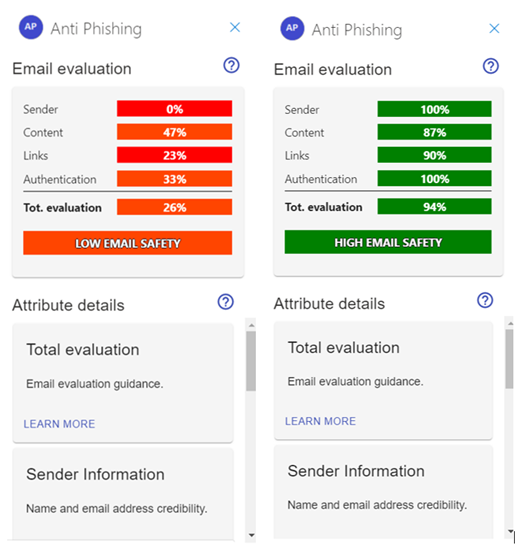 AP Anti Phishing ×
Email evaluation ?
Sender 0%
Content 47%
Links 23%
Authentication 33%
Tot. evaluation 26%
LOW EMAIL SAFETY
Attribute details ?
Total evaluation
Email evaluation guidance.
LEARN MORE
Sender Information
Name and email address credibility.
AP Anti Phishing ×
Email evaluation ?
Sender 100%
Content 87%
Links 90%
Authentication 100%
Tot. evaluation 94%
HIGH EMAIL SAFETY
Attribute details ?
Total evaluation
Email evaluation guidance.
LEARN MORE
Sender Information
Name and email address credibility.